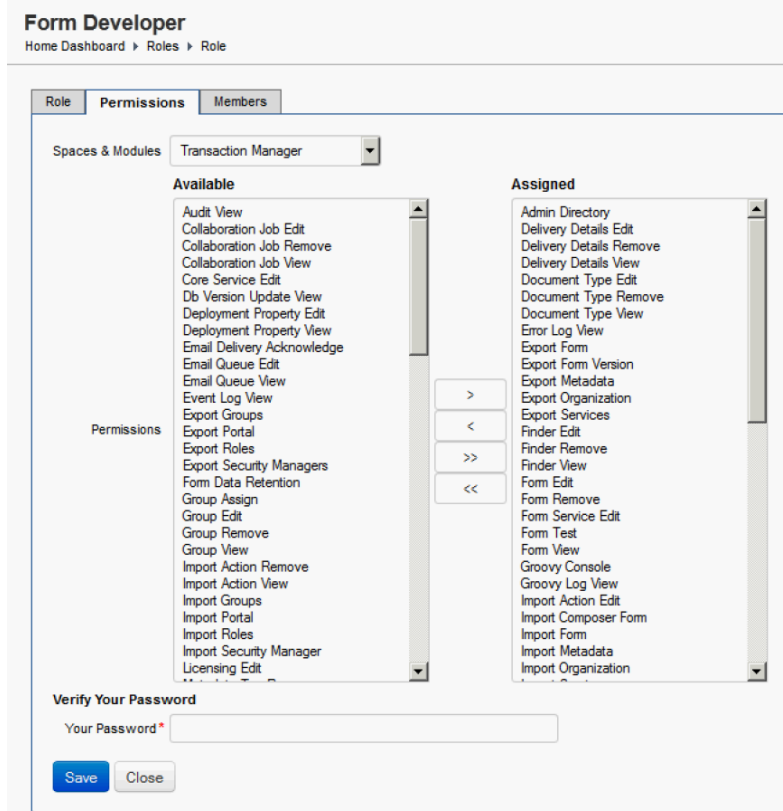 Form Developer
Home Dashboard Roles Role
Role Permissions Members
Spaces & Modules Transaction Manager
Available
Audit View
Collaboration Job Edit
Collaboration Job Remove
Collaboration Job View
Core Service Edit
Db Version Update View
Deployment Property Edit
Deployment Property View
Email Delivery Acknowledge
Email Queue Edit
Email Queue View
Event Log View
Export Groups
Export Portal
Export Roles
Export Security Managers
Form Data Retention
Group Assign
Group Edit
Group Remove
Group View
Import Action Remove
Import Action View
Import Groups
Import Portal
Import Roles
Import Security Manager
Licensing Edit
Permissions
>
<
>>
<<
Assigned
Admin Directory
Delivery Details Edit
Delivery Details Remove
Delivery Details View
Document Type Edit
Document Type Remove
Document Type View
Error Log View
Export Form
Export Form Version
Export Metadata
Export Organization
Export Services
Finder Edit
Finder Remove
Finder View
Form Edit
Form Remove
Form Service Edit
Form Test
Form View
Groovy Console
Groovy Log View
Import Action Edit
Import Composer Form
Import Form
Import Metadata
Import Organization
Verify Your Password
Your Password *
Save Close